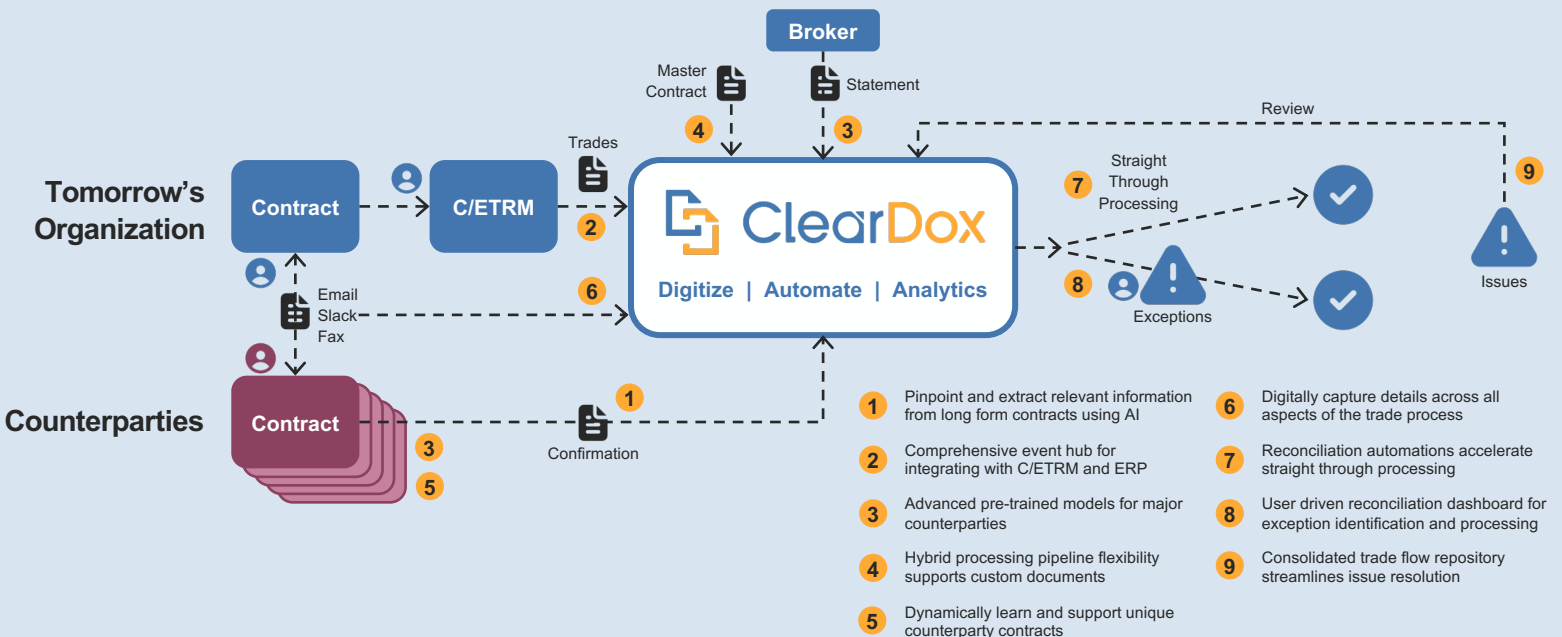 Broker
Master
Contract
Statement
4
3
Review
Tomorrow's
Organization
Contract
C/ETRM
Trades
2
ClearDox
Digitize | Automate | Analytics
7
Straight
Through
Processing
9
Issues
8
Exceptions
Email
Slack
Fax
6
Counterparties
Contract
3
5
1
Confirmation
1 Pinpoint and extract relevant information
from long form contracts using AI
2 Comprehensive event hub for
integrating with C/ETRM and ERP
3 Advanced pre-trained models for major
counterparties
4 Hybrid processing pipeline flexibility
supports custom documents
5 Dynamically learn and support unique
counterparty contracts
6 Digitally capture details across all
aspects of the trade process
7 Reconciliation automations accelerate
straight through processing
8 User driven reconciliation dashboard for
exception identification and processing
9 Consolidated trade flow repository
streamlines issue resolution